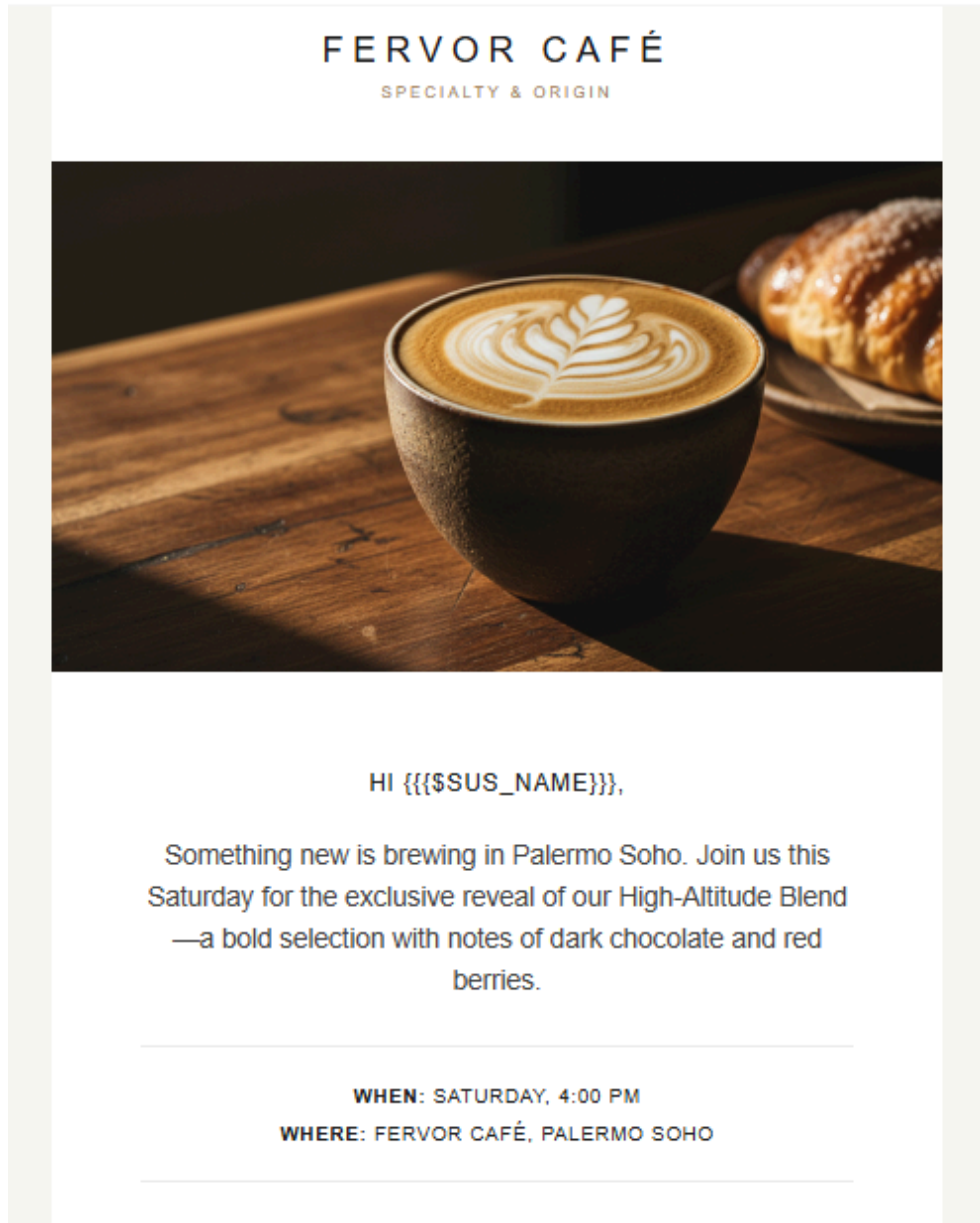 FERVOR CAFÉ
SPECIALTY & ORIGIN
HI {{{$SUS_NAME}}},
Something new is brewing in Palermo Soho. Join us this
Saturday for the exclusive reveal of our High-Altitude Blend
—a bold selection with notes of dark chocolate and red
berries.
WHEN: SATURDAY, 4:00 PM
WHERE: FERVOR CAFÉ, PALERMO SOHO